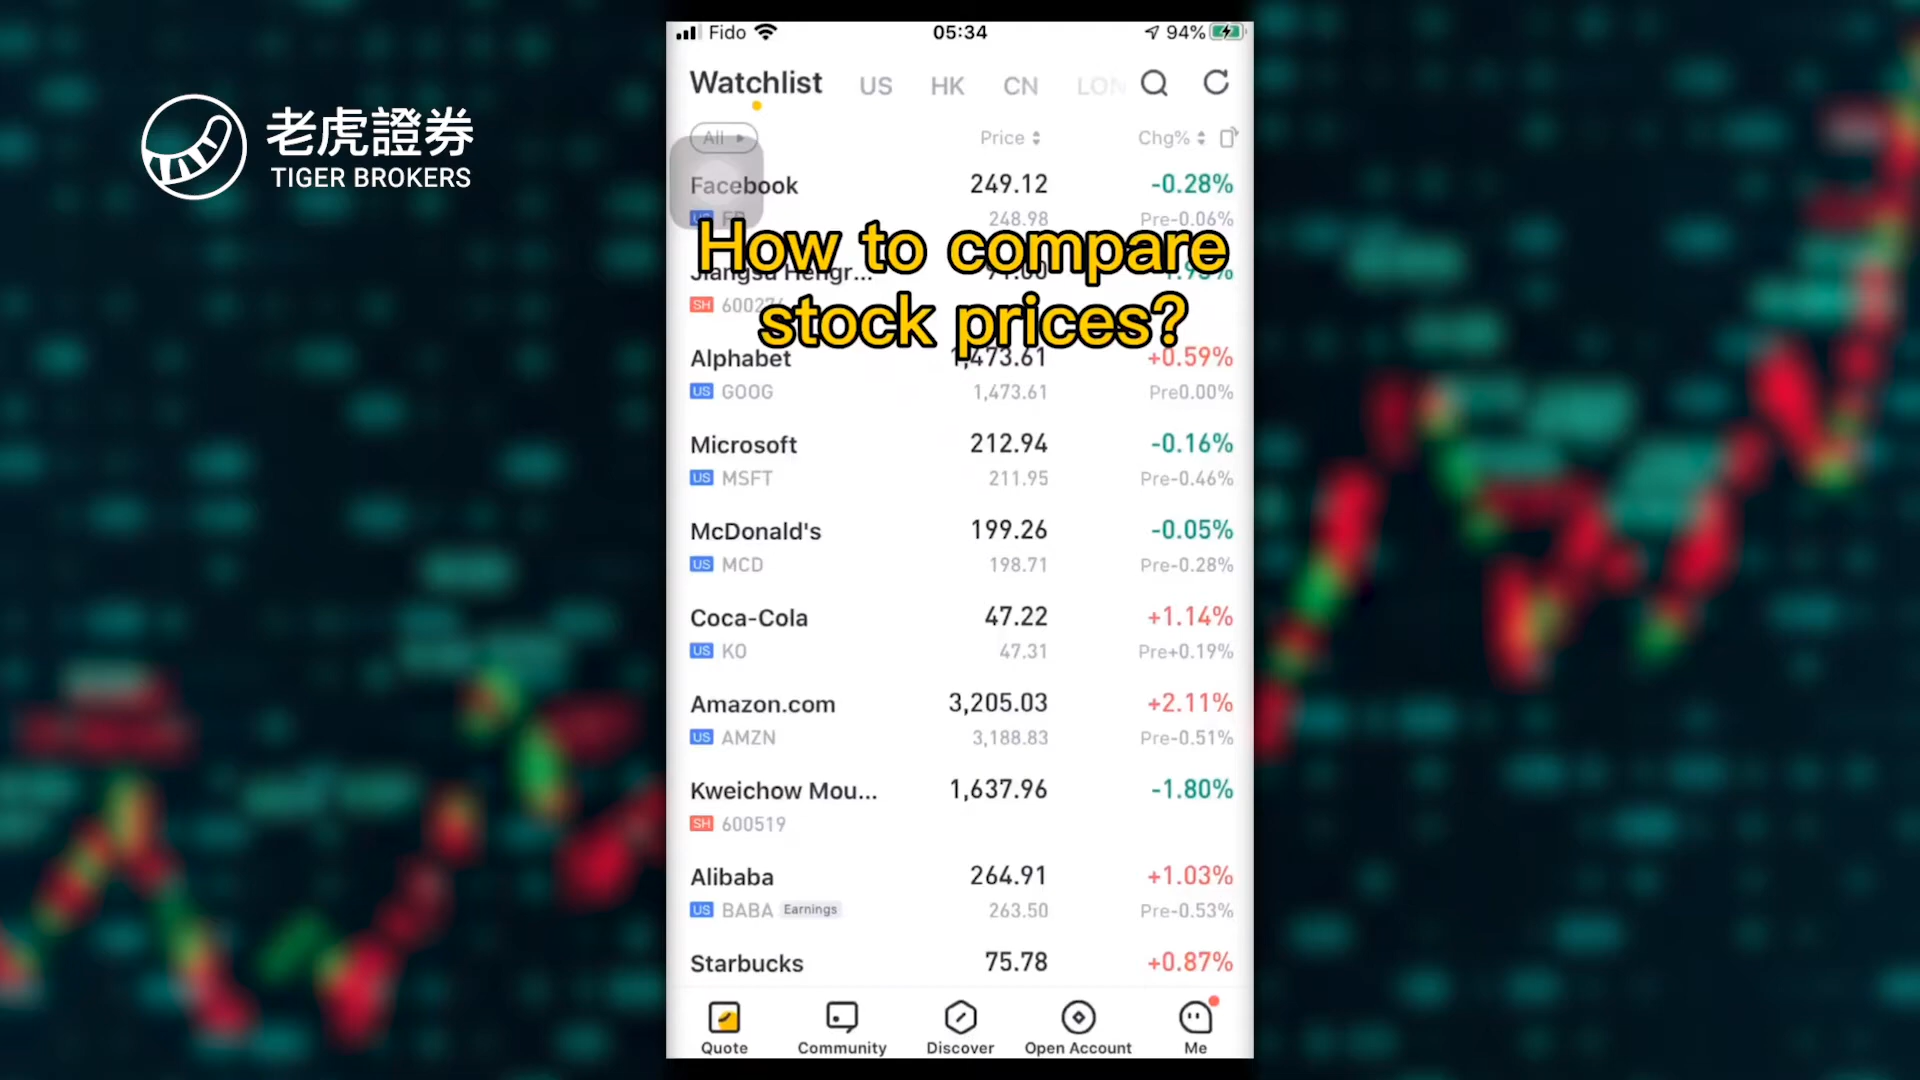 Fido
05:34
94%
老虎證券
TIGER BROKERS
Watchlist US HK CN LON
All Price Chg%
Facebook 249.12 -0.28%
248.98 Pre-0.06%
How to compare
stock prices?
Jiangsu Hengr...
SH
Alphabet 1,473.61 +0.59%
US GOOG 1,473.61 Pre0.00%
Microsoft 212.94 -0.16%
US MSFT 211.95 Pre-0.46%
McDonald's 199.26 -0.05%
US MCD 198.71 Pre-0.28%
Coca-Cola 47.22 +1.14%
US KO 47.31 Pre+0.19%
Amazon.com 3,205.03 +2.11%
US AMZN 3,188.83 Pre-0.51%
Kweichow Mou... 1,637.96 -1.80%
SH 600519
Alibaba 264.91 +1.03%
US BABA Earnings 263.50 Pre-0.53%
Starbucks 75.78 +0.87%
Quote Community Discover Open Account Me